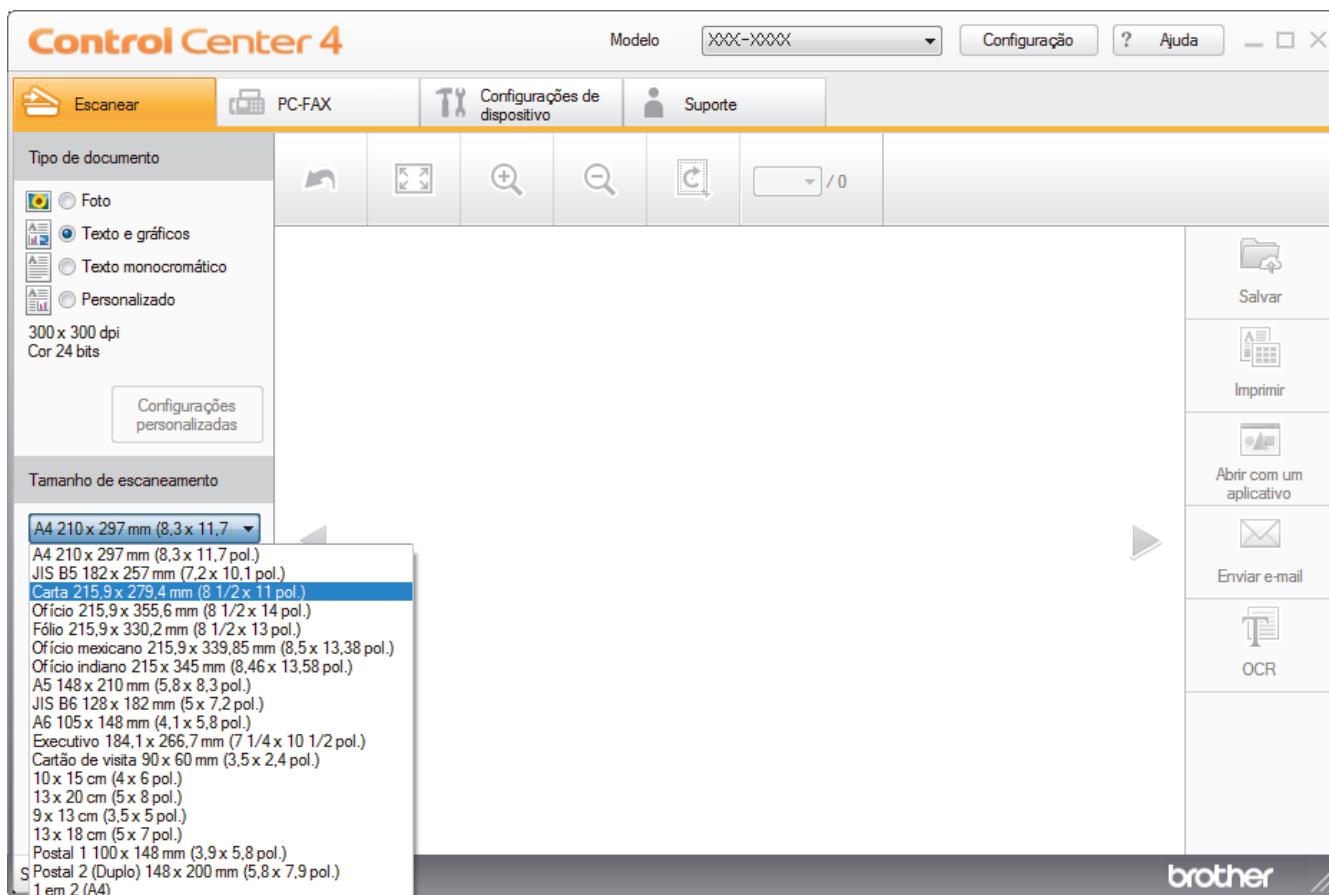 Control Center 4
Modelo
XXX-XXXX
Configuração
? Ajuda
Escanear
PC-FAX
Configurações de
dispositivo
Suporte
Tipo de documento
Foto
Texto e gráficos
Texto monocromático
Personalizado
300 x 300 dpi
Cor 24 bits
Configurações
personalizadas
/ 0
Tamanho de escaneamento
A4 210 x 297 mm (8,3 x 11,7
A4 210 x 297 mm (8,3 x 11,7 pol.)
JIS B5 182 x 257 mm (7,2 x 10,1 pol.)
Carta 215,9 x 279,4 mm (8 1/2 x 11 pol.)
Ofício 215,9 x 355,6 mm (8 1/2 x 14 pol.)
Fólio 215,9 x 330,2 mm (8 1/2 x 13 pol.)
Ofício mexicano 215,9 x 339,85 mm (8,5 x 13,38 pol.)
Ofício indiano 215 x 345 mm (8,46 x 13,58 pol.)
A5 148 x 210 mm (5,8 x 8,3 pol.)
JIS B6 128 x 182 mm (5 x 7,2 pol.)
A6 105 x 148 mm (4,1 x 5,8 pol.)
Executivo 184,1 x 266,7 mm (7 1/4 x 10 1/2 pol.)
Cartão de visita 90 x 60 mm (3,5 x 2,4 pol.)
10 x 15 cm (4 x 6 pol.)
13 x 20 cm (5 x 8 pol.)
9 x 13 cm (3,5 x 5 pol.)
13 x 18 cm (5 x 7 pol.)
Postal 1 100 x 148 mm (3,9 x 5,8 pol.)
Postal 2 (Duplo) 148 x 200 mm (5,8 x 7,9 pol.)
1 em 2 (A4)
Salvar
Imprimir
Abrir com um
aplicativo
Enviar e-mail
OCR
brother